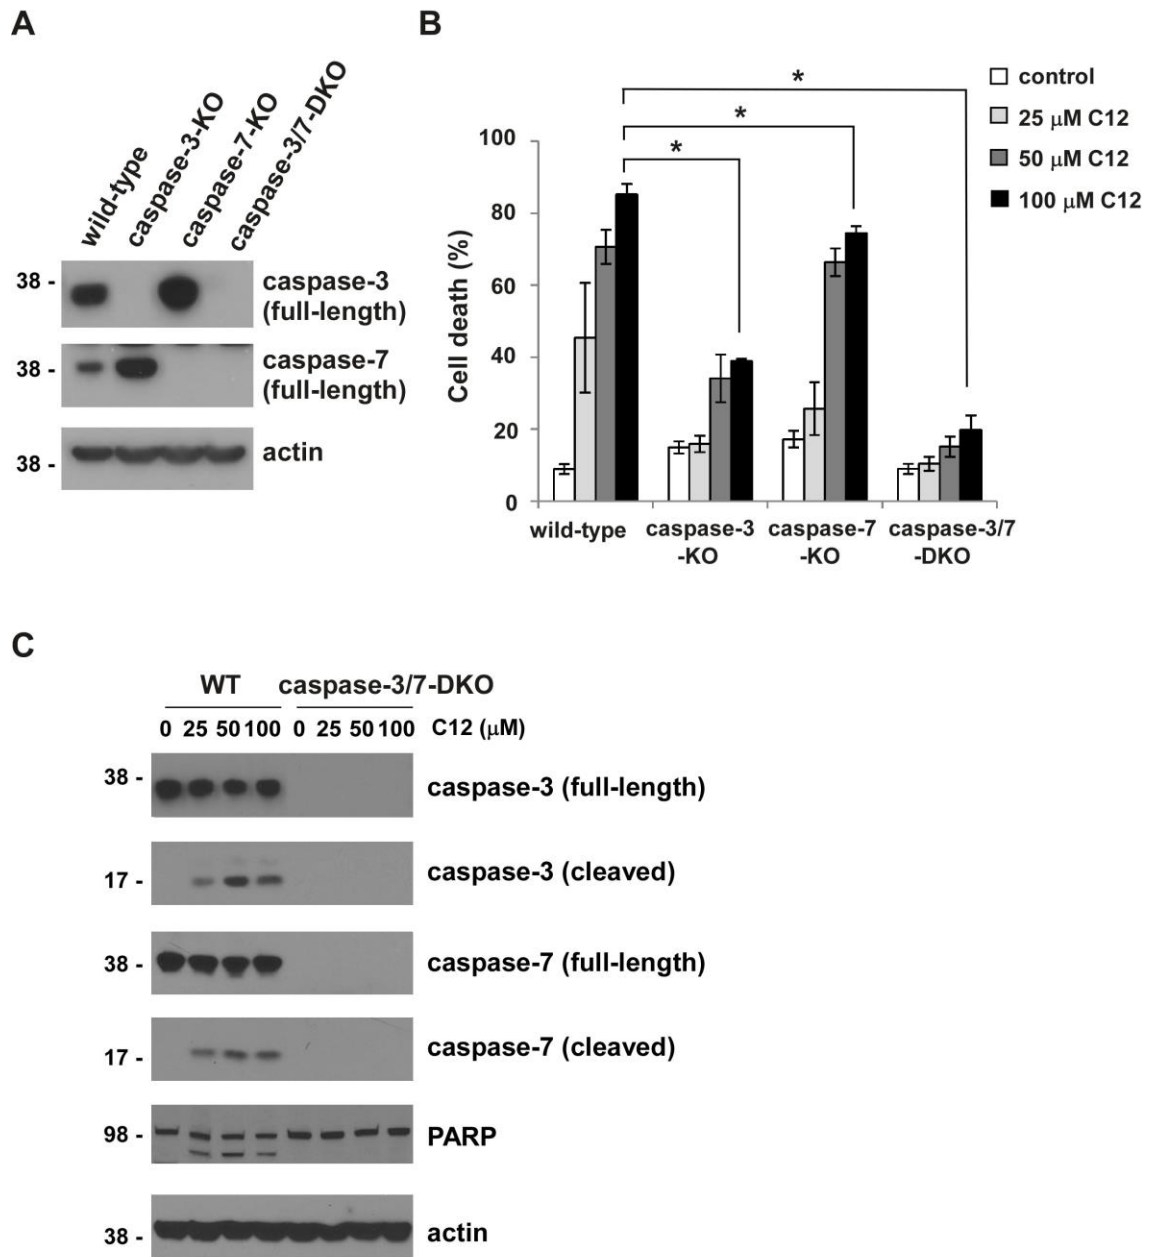 A
wild-type
caspase-3-KO
caspase-7-KO
caspase-3/7-DKO
38 -
caspase-3
(full-length)
38 -
caspase-7
(full-length)
38 -
actin
B
control
25 μM C12
50 μM C12
100 μM C12
*
*
*
Cell death (%)
100
80
60
40
20
0
wild-type
caspase-3
-KO
caspase-7
-KO
caspase-3/7
-DKO
C
WT caspase-3/7-DKO
0 25 50 100 0 25 50 100 C12 (μM)
38 - caspase-3 (full-length)
17 - caspase-3 (cleaved)
38 - caspase-7 (full-length)
17 - caspase-7 (cleaved)
98 - PARP
38 - actin